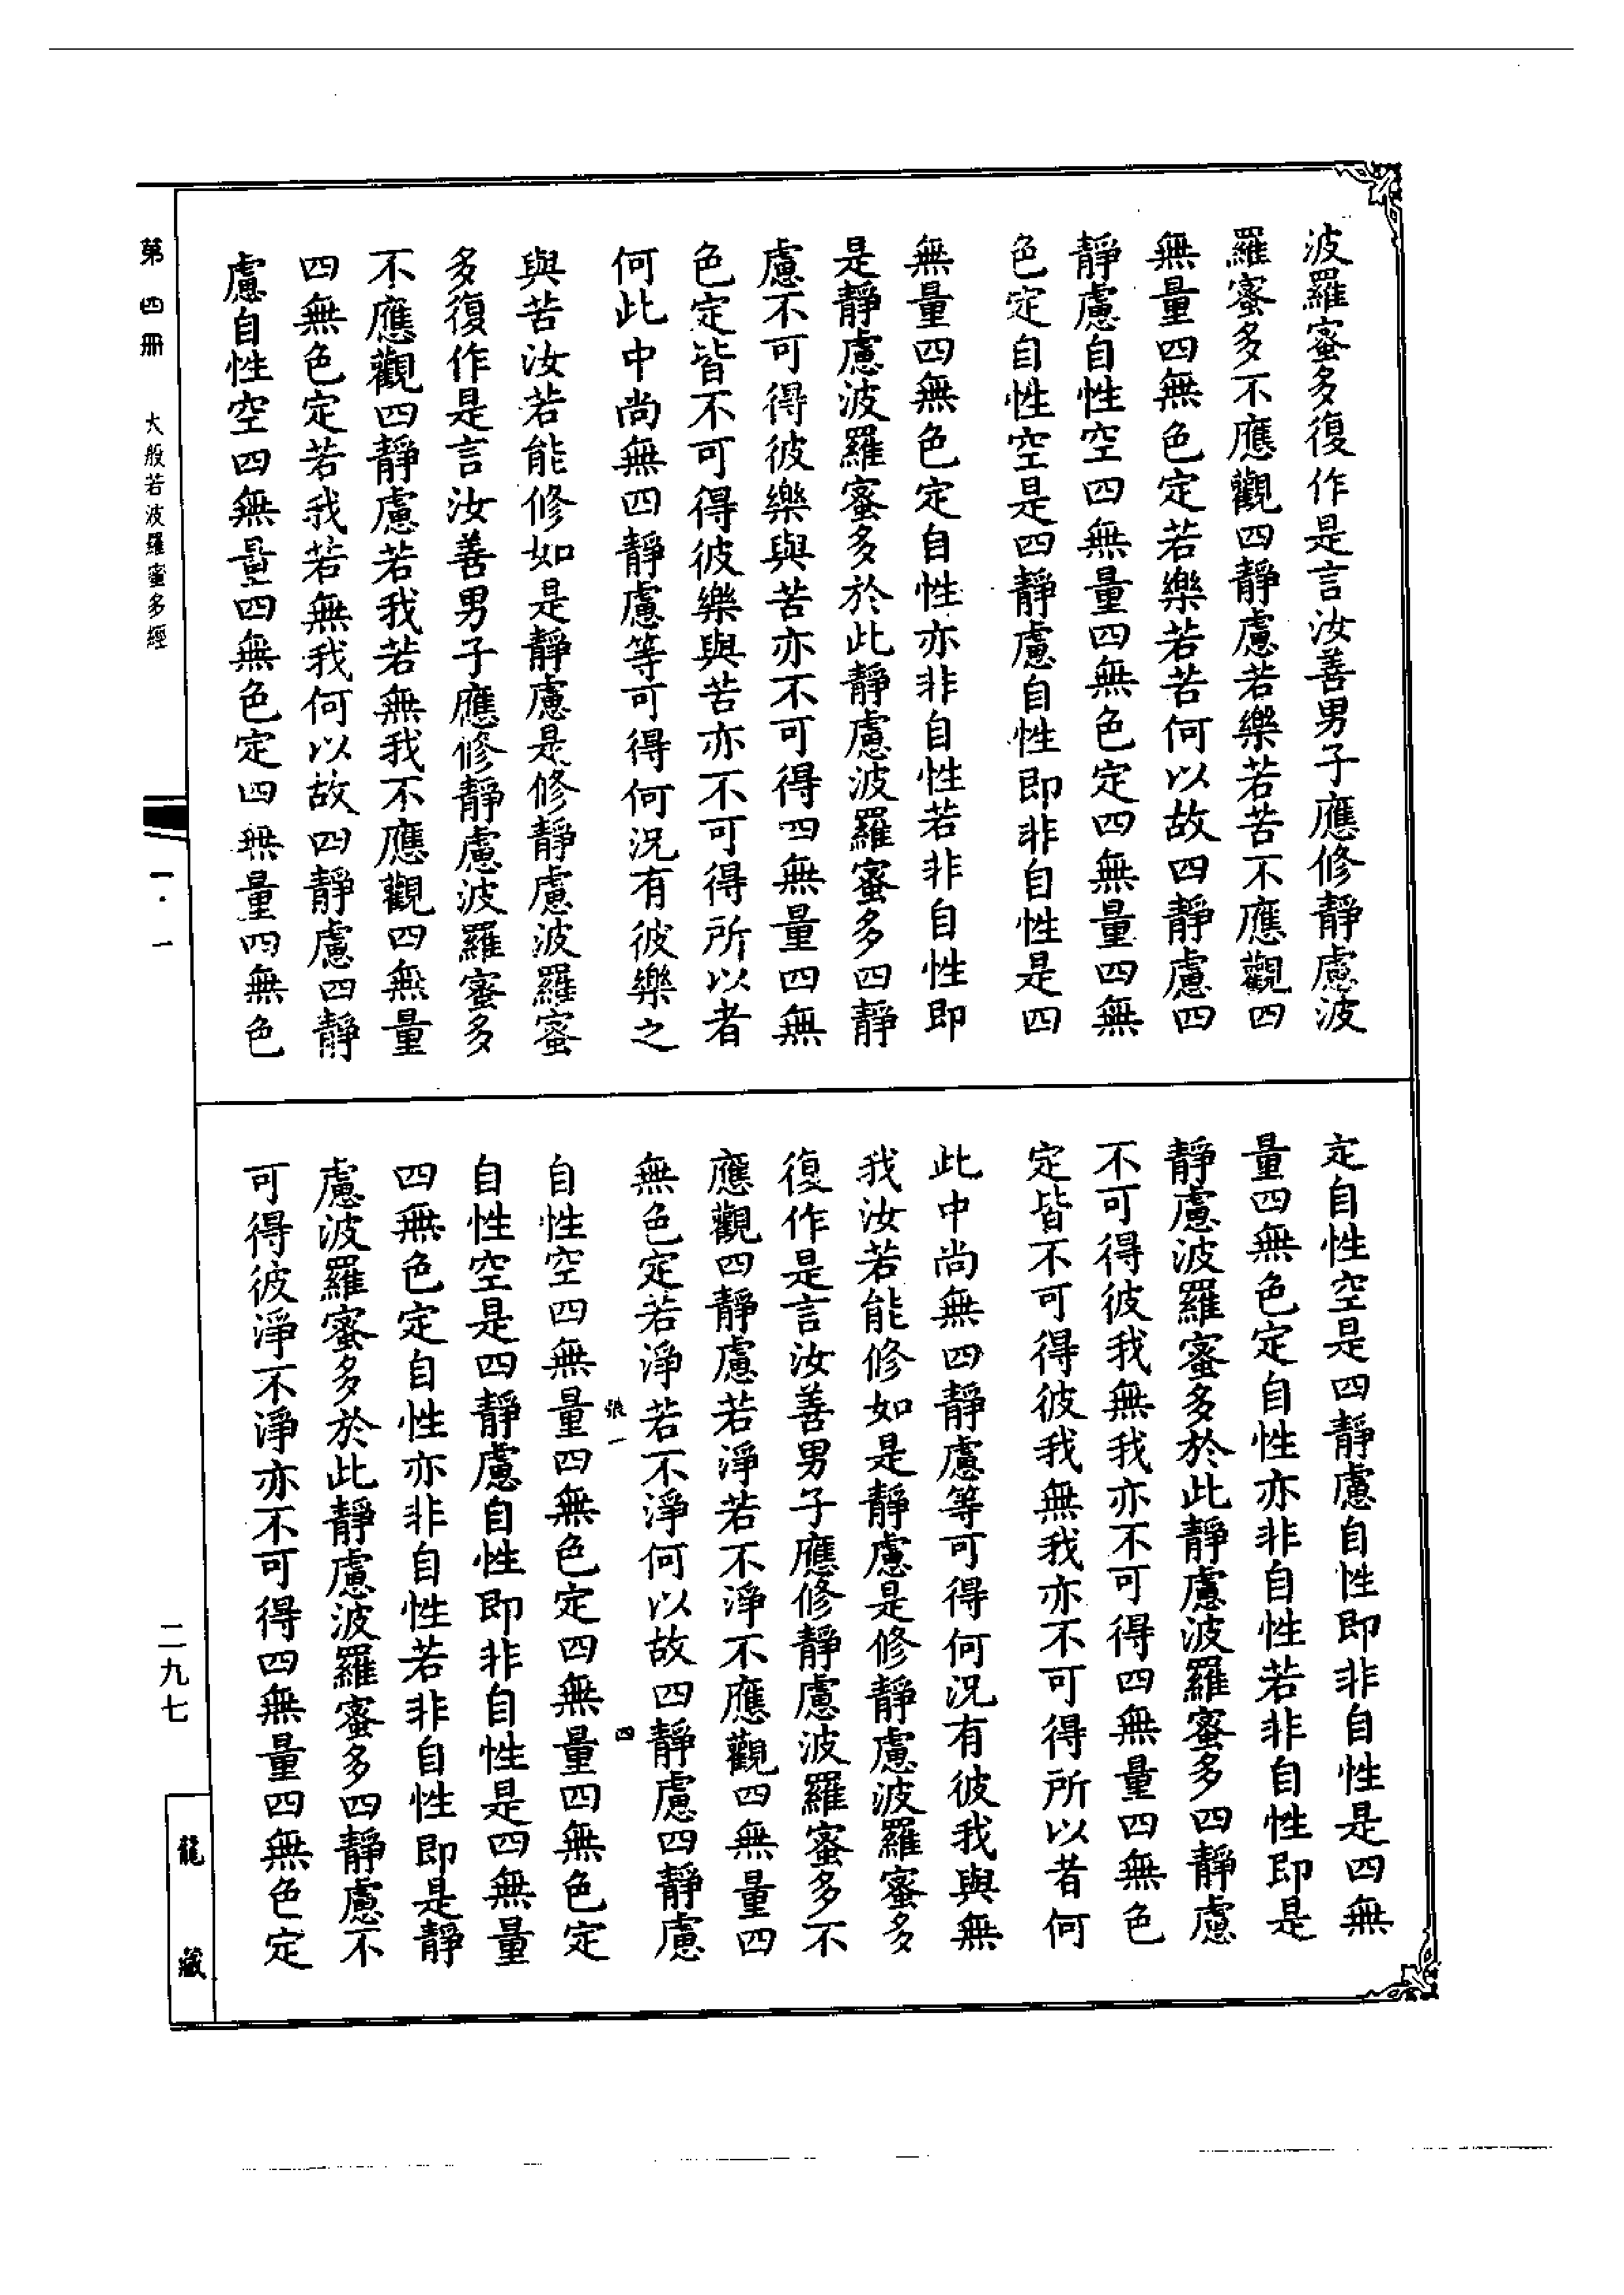 波羅蜜多復作是言汝善男子應修靜慮波
羅蜜多不應觀四靜慮若樂若苦不應觀四
無量四無色定若樂若苦何以故四靜慮四
靜慮自性空四無量四無色定四無量四無
色定自性空是四靜慮自性即非自性是四
無量四無色定自性亦非自性若非自性即
是靜慮波羅蜜多於此靜慮波羅蜜多四靜
慮不可得彼樂與苦亦不可得四無量四無
色定皆不可得彼樂與苦亦不可得所以者
何此中尚無四靜慮等可得何況有彼樂之
與苦汝若能修如是靜慮是修靜慮波羅蜜
多復作是言汝善男子應修靜慮波羅蜜多
不應觀四靜慮若我若無我不應觀四無量
四無色定若我若無我何以故四靜慮四靜
慮自性空四無量四無色定四無量四無色
定自性空是四靜慮自性即非自性是四無
量四無色定自性亦非自性若非自性即是
靜慮波羅蜜多於此靜慮波羅蜜多四靜慮
不可得彼我無我亦不可得四無量四無色
定皆不可得彼我無我亦不可得所以者何
此中尚無四靜慮等可得何況有彼我與無
我汝若能修如是靜慮是修靜慮波羅蜜多
復作是言汝善男子應修靜慮波羅蜜多不
應觀四靜慮若淨若不淨不應觀四無量四
無色定若淨若不淨何以故四靜慮四靜慮
張一 四
自性空四無量四無色定四無量四無色定
自性空是四靜慮自性即非自性是四無量
四無色定自性亦非自性若非自性即是靜
慮波羅蜜多於此靜慮波羅蜜多四靜慮不
可得彼淨不淨亦不可得四無量四無色定
第四冊 大般若波羅蜜多經 一·一 二九七 龍藏